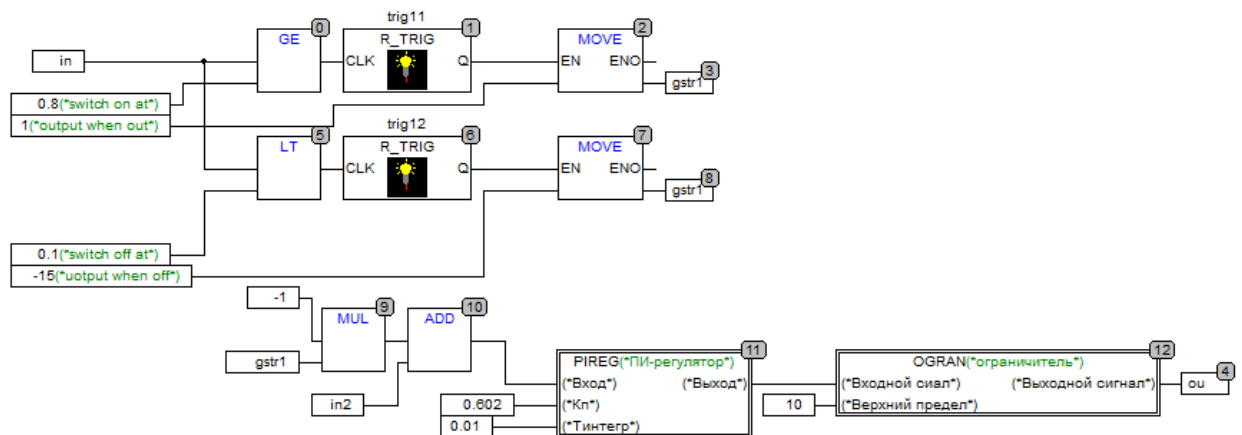 trig11
0
1
2
GE
R_TRIG
MOVE
in
CLK
Q
EN
ENO
3
gstr1
0.8(*switch on at*)
1(*output when out*)
trig12
5
6
7
LT
R_TRIG
MOVE
CLK
Q
EN
ENO
8
gstr1
0.1(*switch off at*)
-15(*uotput when off*)
-1
9
10
MUL
ADD
gstr1
11
12
PIREG(*ПИ-регулятор*)
OGRAN(*ограничитель*)
4
(*Вход*)
(*Выход*)
(*Входной сиал*)
(*Выходной сигнал*)
ou
in2
0.602
(*Кп*)
10
(*Верхний предел*)
0.01
(*Тинтегр*)